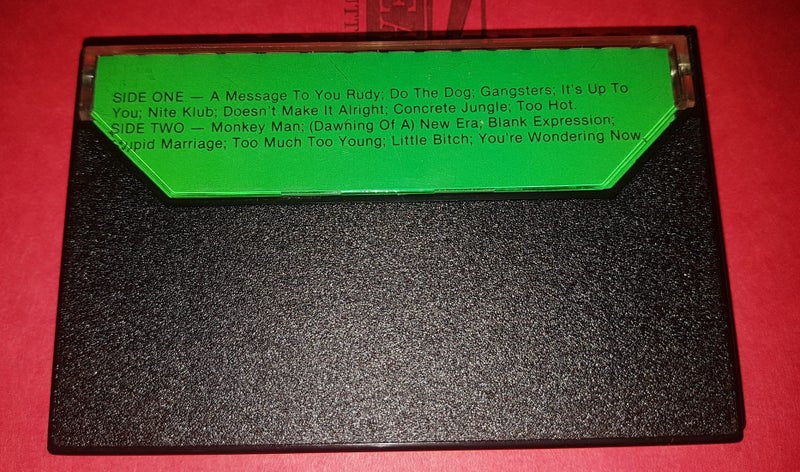 SIDE ONE — A Message To You Rudy; Do The Dog; Gangsters; It's Up To
You; Nite Klub; Doesn't Make It Alright; Concrete Jungle; Too Hot.
SIDE TWO — Monkey Man; (Dawning Of A) New Era; Blank Expression;
Stupid Marriage; Too Much Too Young; Little Bitch; You're Wondering Now.